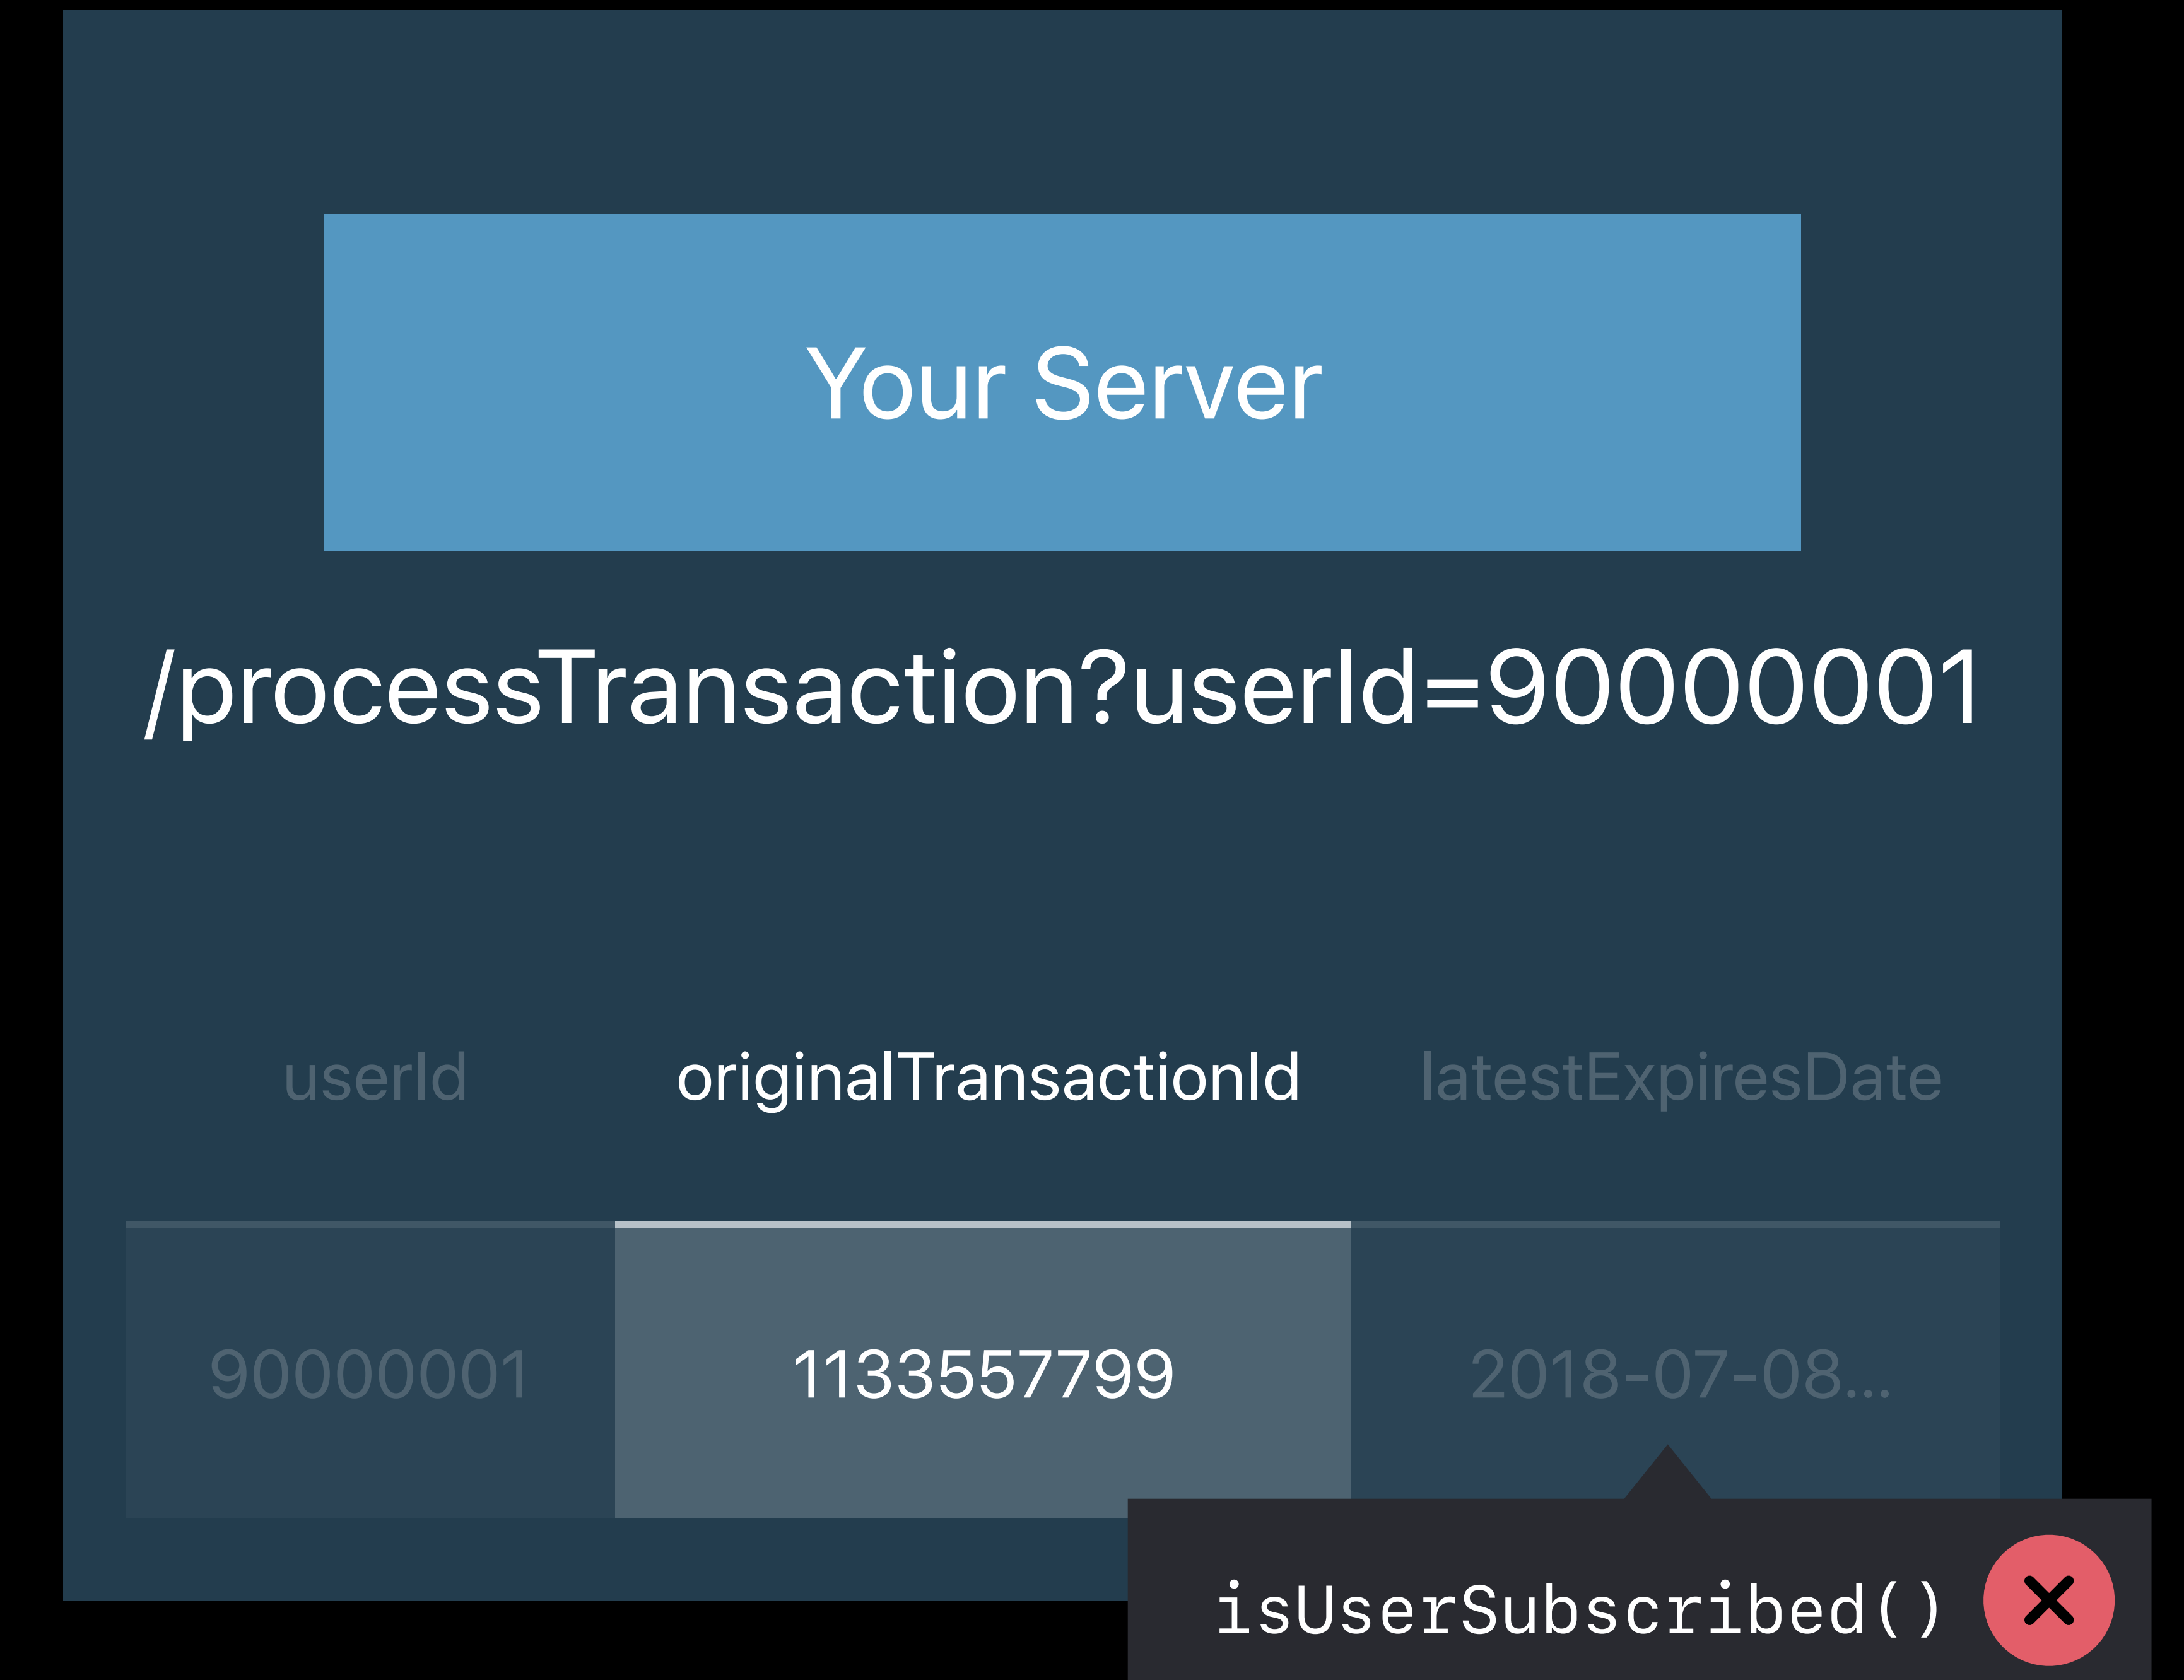 Your Server
/processTransaction?userId=90000001
userId originalTransactionId latestExpiresDate
90000001 1133557799 2018-07-08...
isUserSubscribed()